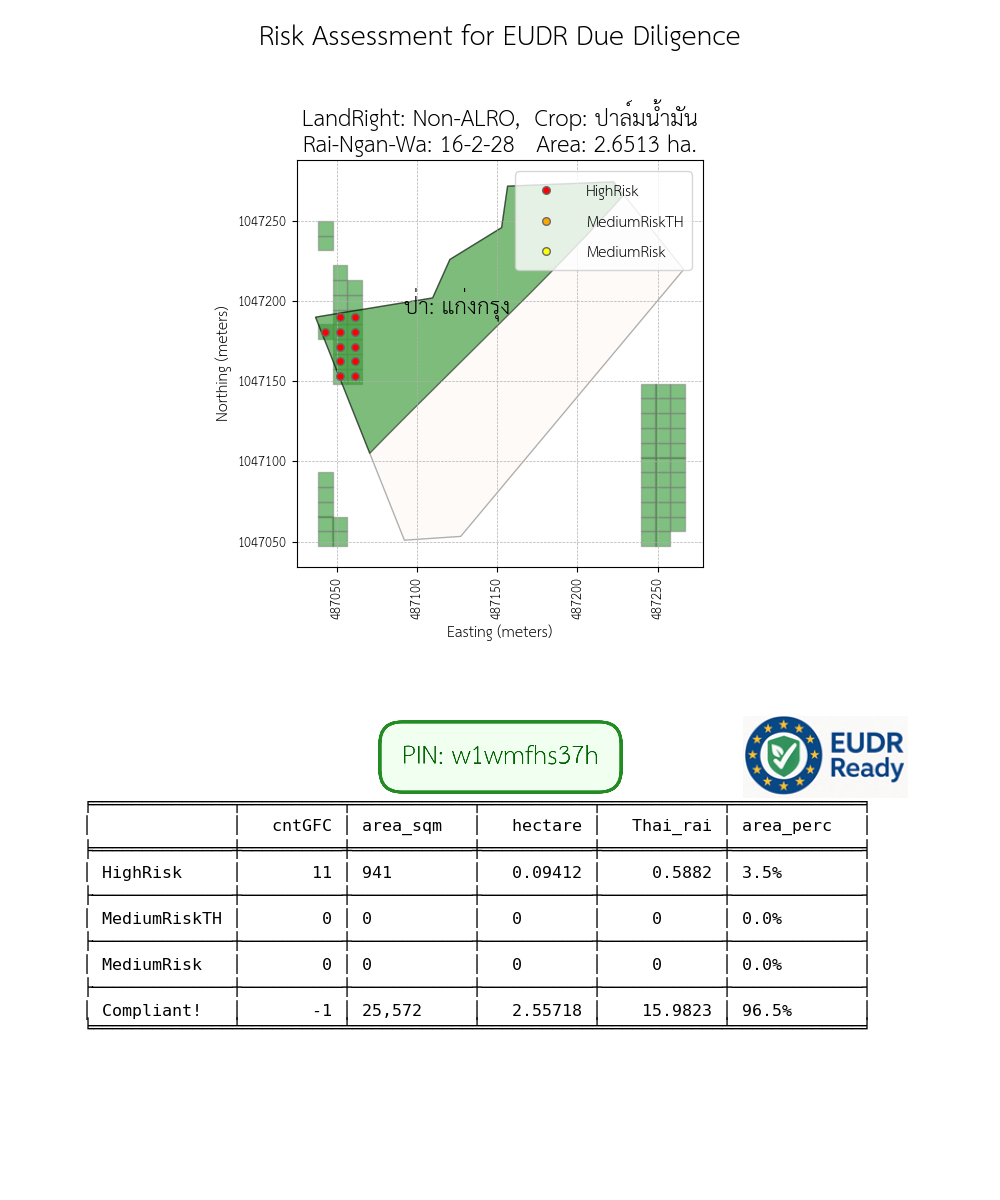 Risk Assessment for EUDR Due Diligence
LandRight: Non-ALRO,  Crop: ปาล์มน้ำมัน
Rai-Ngan-Wa: 16-2-28   Area: 2.6513 ha.
HighRisk
MediumRiskTH
MediumRisk
1047250
1047200
1047150
1047100
1047050
ป่า: แก่งกรุง
Northing (meters)
487050
487100
487150
487200
487250
Easting (meters)
PIN: w1wmfhs37h
EUDR
Ready
cntGFC area_sqm hectare Thai_rai area_perc
HighRisk 11 941 0.09412 0.5882 3.5%
MediumRiskTH 0 0 0 0 0.0%
MediumRisk 0 0 0 0 0.0%
Compliant! -1 25,572 2.55718 15.9823 96.5%